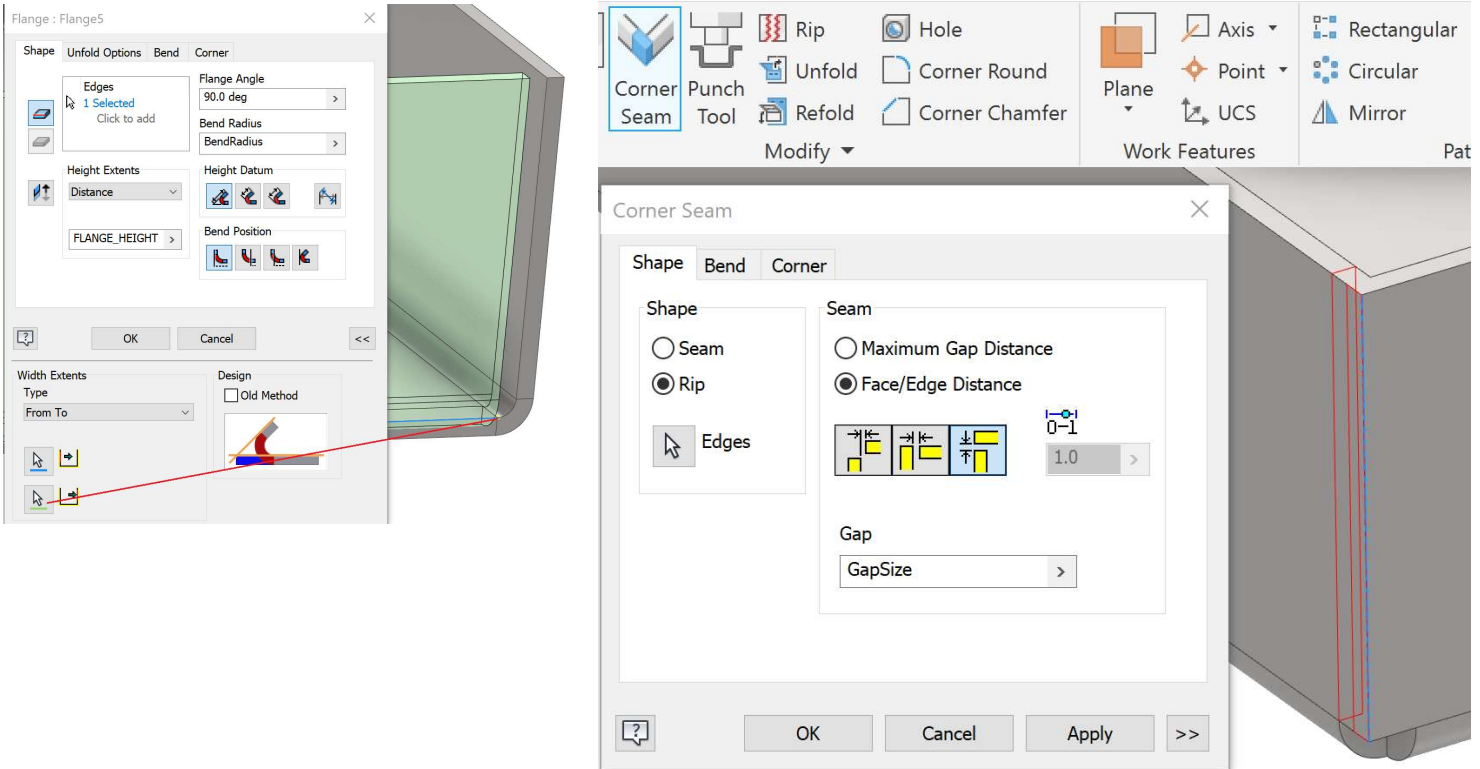 Flange : Flange5
Shape Unfold Options Bend Corner
Edges
1 Selected
Click to add
Flange Angle
90.0 deg >
Bend Radius
BendRadius >
Height Extents
Distance
FLANGE_HEIGHT >
Height Datum
Bend Position
? OK Cancel <<
Width Extents
Type
From To
Design
Old Method
Corner Seam
Punch Tool
Rip
Unfold
Refold
Hole
Corner Round
Corner Chamfer
Modify
Plane
Axis
Point
UCS
Work Features
Rectangular
Circular
Mirror
Pat
Corner Seam
Shape Bend Corner
Shape
Seam
Rip
Edges
Seam
Maximum Gap Distance
Face/Edge Distance
0-1
1.0 >
Gap
GapSize >
? OK Cancel Apply >>